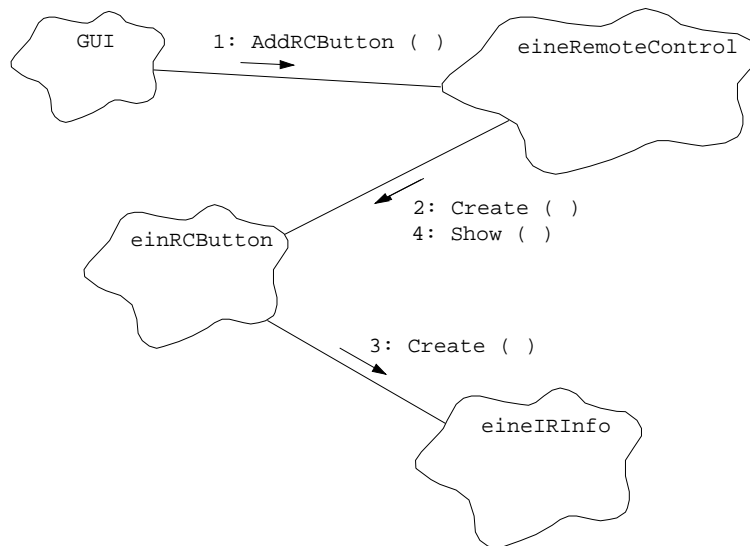 GUI
1: AddRCButton ( )
eineRemoteControl
2: Create ( )
4: Show ( )
einRCButton
3: Create ( )
eineIRInfo